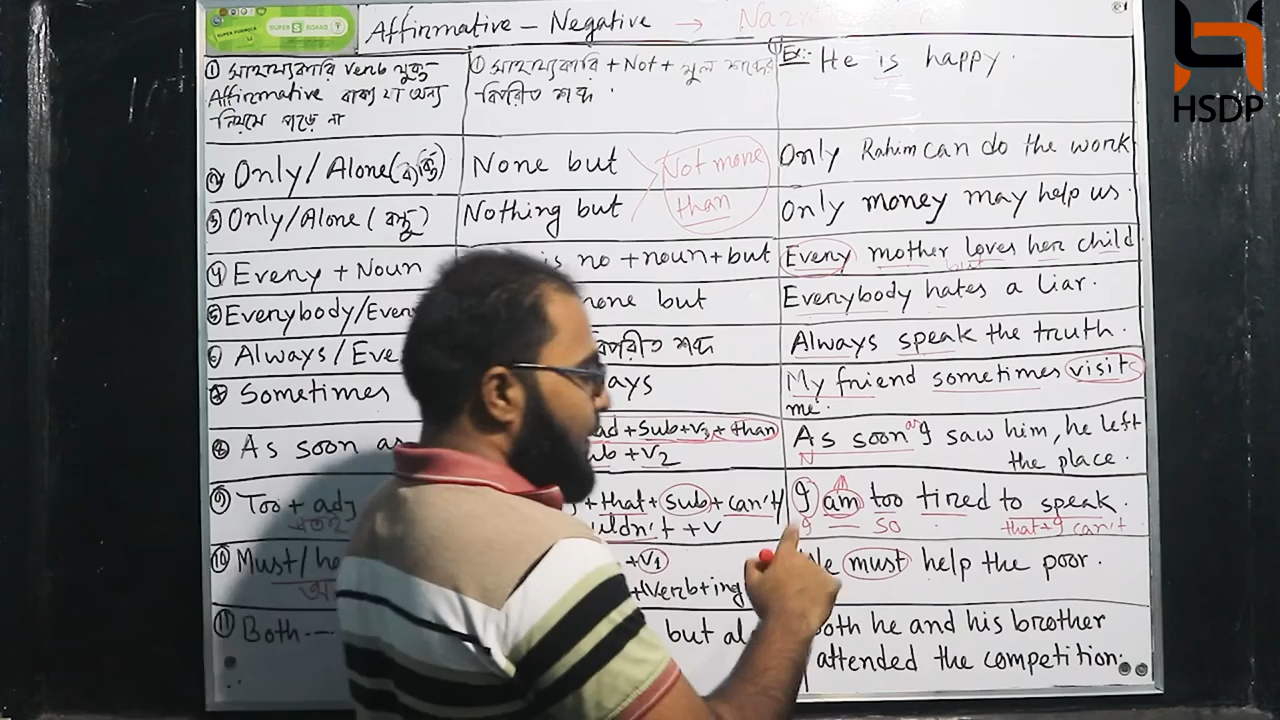 SUPER FORMULA
SUPER S BOARD
Affirmative – Negative →
HSDP
① সাহায্যকারি verb যুক্ত
Affirmative বাক্য যা অন্য
নিয়মে পড়ে না
① সাহায্যকারি + Not + মূল শব্দের
বিপরীত শব্দ .
Ex:- He is happy.
② Only/Alone (ব্যক্তি)
None but
Not more
than
Only Rahim can do the work
③ Only/Alone (বস্তু)
Nothing but
Only money may help us.
④ Every + Noun
is no + noun + but
Every mother loves her child
but
⑤ Everybody/Every
none but
Everybody hates a liar.
⑥ Always/Eve
বিপরীত শব্দ
Always speak the truth.
Sometimes
ays
My friend sometimes visits
me.
⑧ As soon as
ad + sub + v3 + than
ub + v2
As soon as I saw him, he left
N
the place.
⑨ Too + adj
+ that + sub + can't/
uldn't + v
I am too tired to speak.
I so that + I can't
⑩ Must/ha
+ v1
+ verb + ing
We must help the poor.
⑪ Both ---
but al
Both he and his brother
attended the competition.